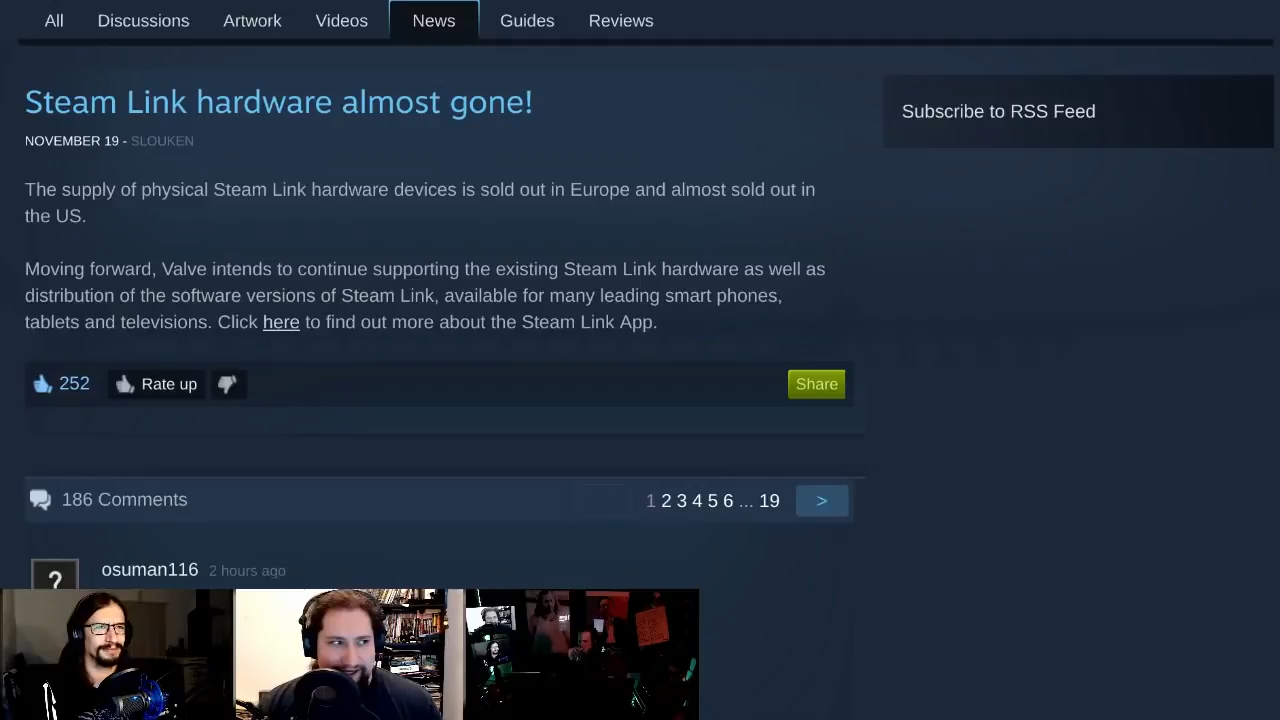 All Discussions Artwork Videos News Guides Reviews
Steam Link hardware almost gone!
NOVEMBER 19 - SLOUKEN
Subscribe to RSS Feed
The supply of physical Steam Link hardware devices is sold out in Europe and almost sold out in
the US.
Moving forward, Valve intends to continue supporting the existing Steam Link hardware as well as
distribution of the software versions of Steam Link, available for many leading smart phones,
tablets and televisions. Click here to find out more about the Steam Link App.
252 Rate up Share
186 Comments 1 2 3 4 5 6 ... 19 >
?
osuman116 2 hours ago